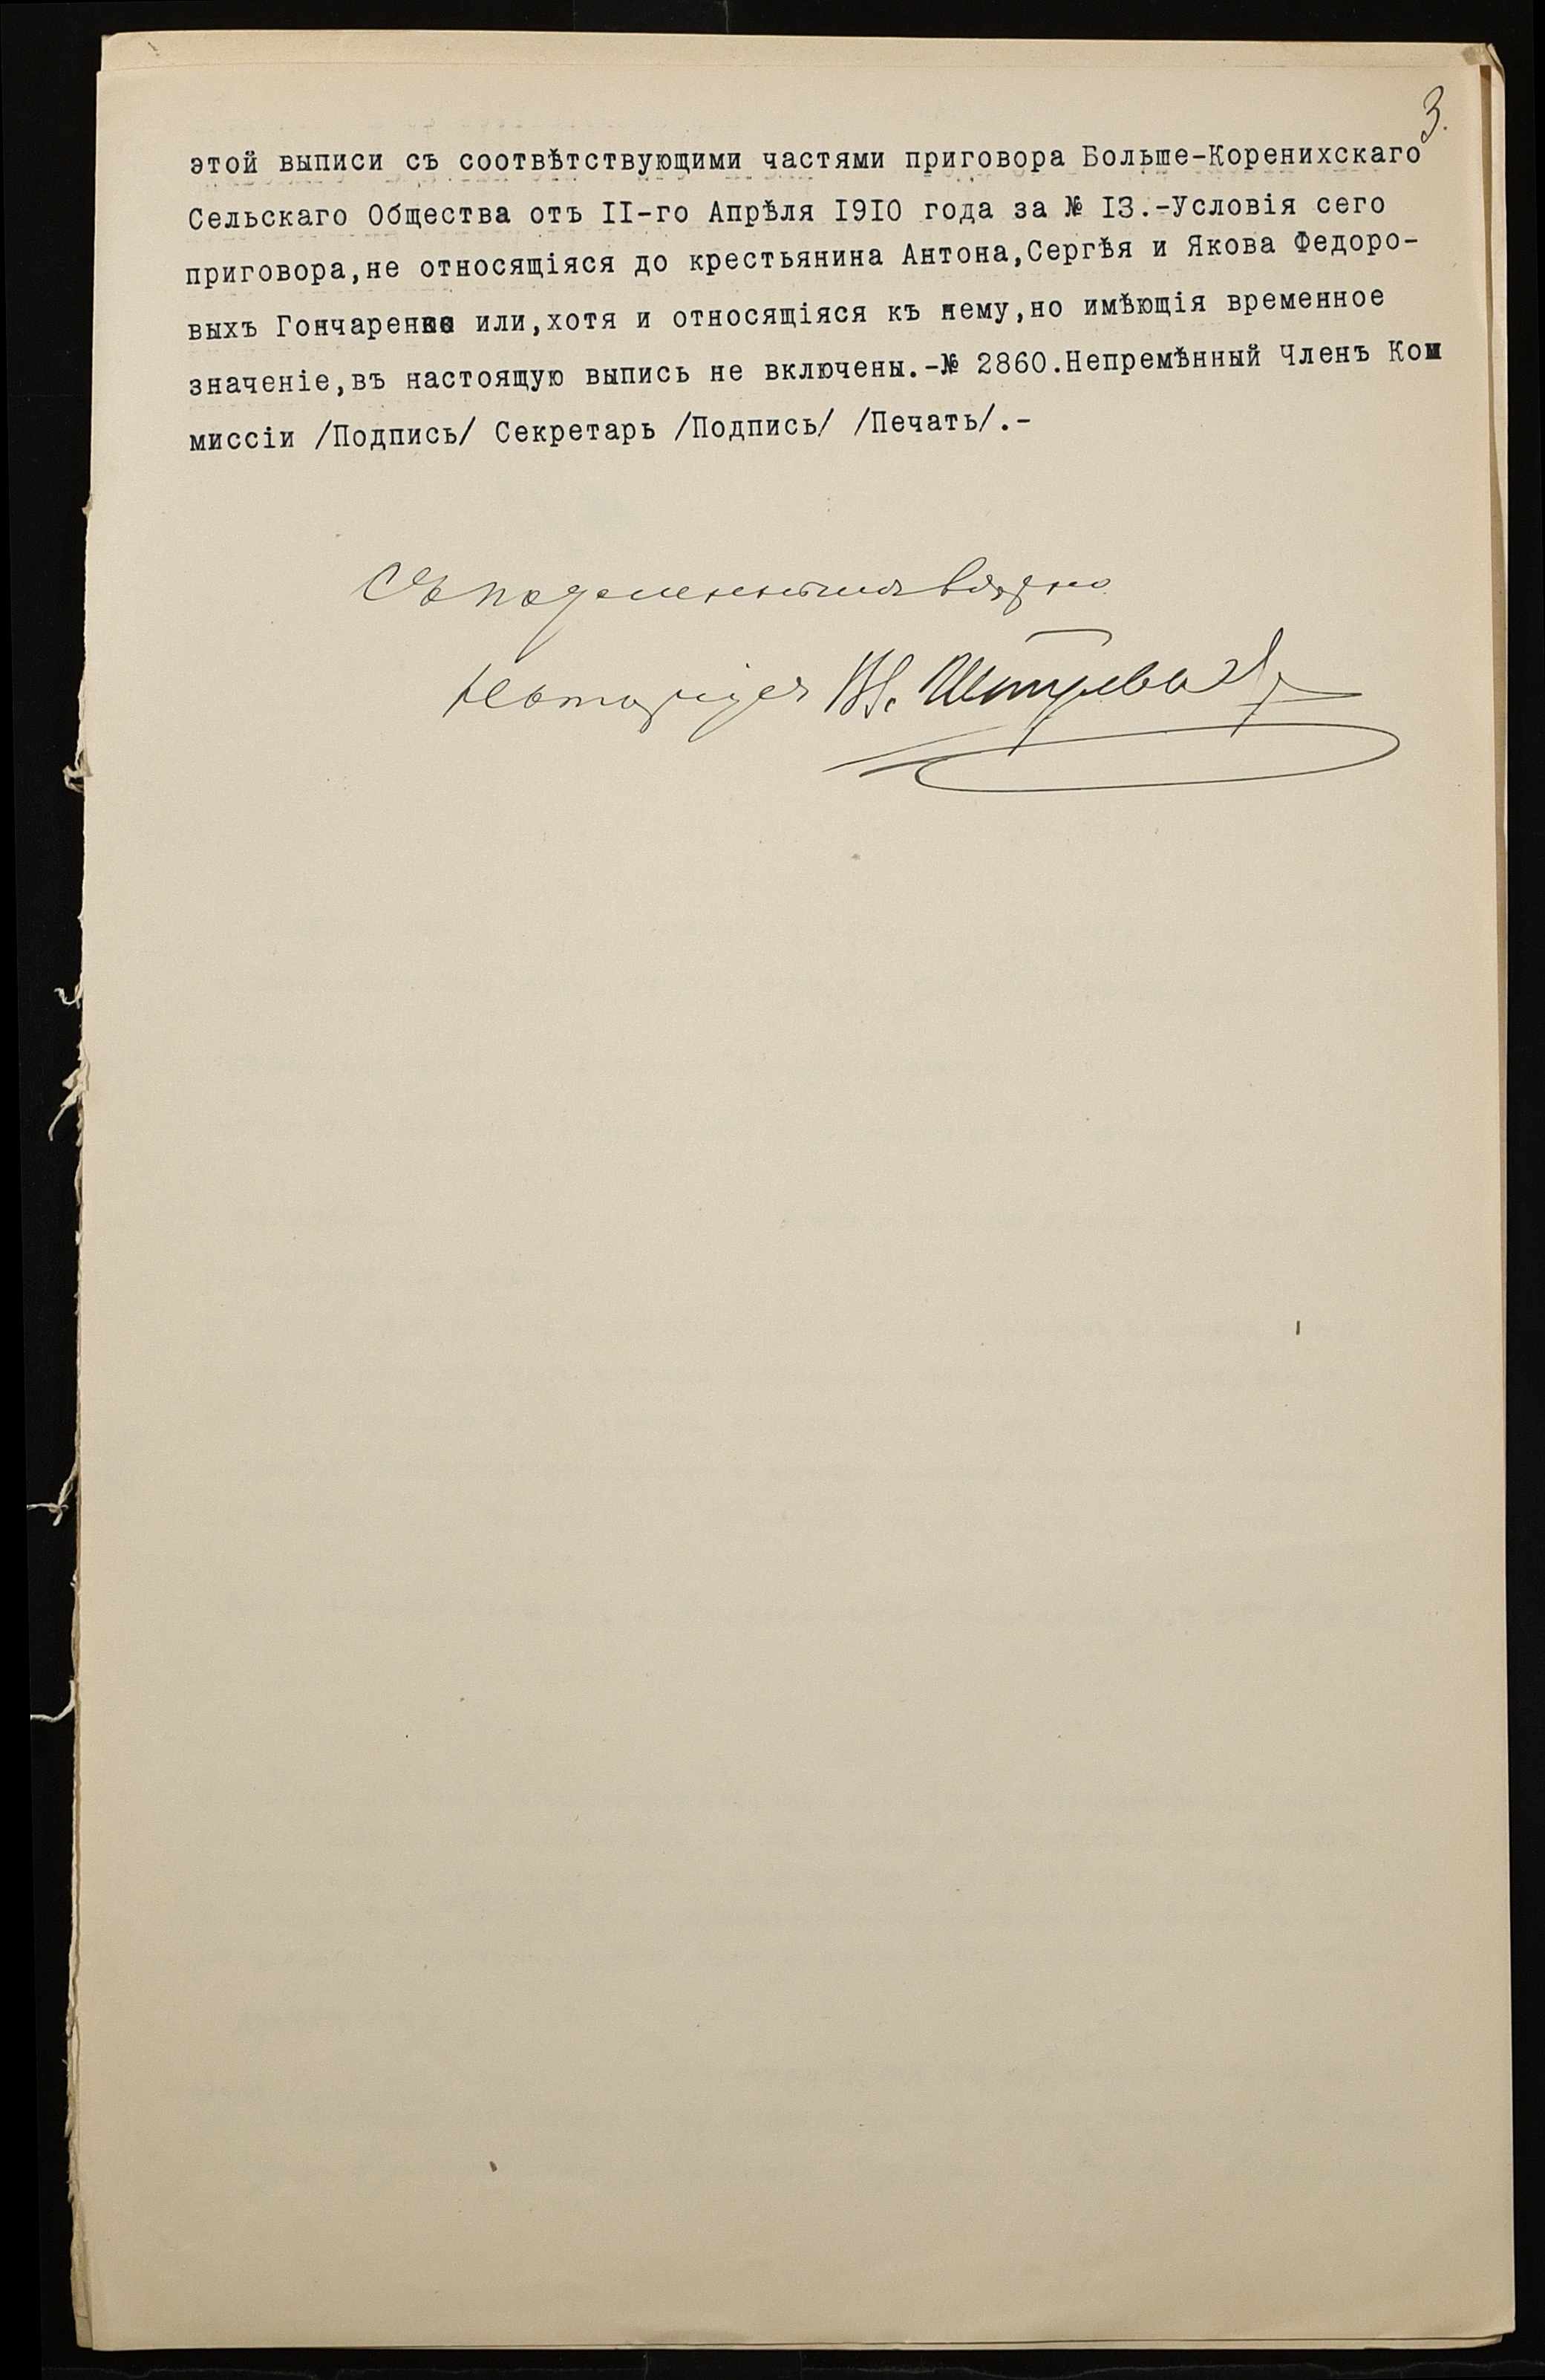 3.
этой выписи съ соотвѣтствующими частями приговора Больше-Коренихскаго
Сельскаго Общества отъ II-го Апрѣля I9IO года за № I3.-Условія сего
приговора,не относящіяся до крестьянина Антона,Сергѣя и Якова Федоро-
выхъ Гончаренко или,хотя и относящіяся къ нему,но имѣющія временное
значеніе,въ настоящую выпись не включены.-№ 2860.Непремѣнный Членъ Ком
миссіи /Подпись/ Секретарь /Подпись/ /Печать/.-
Съ подлиннымъ вѣрно
Нотаріусъ